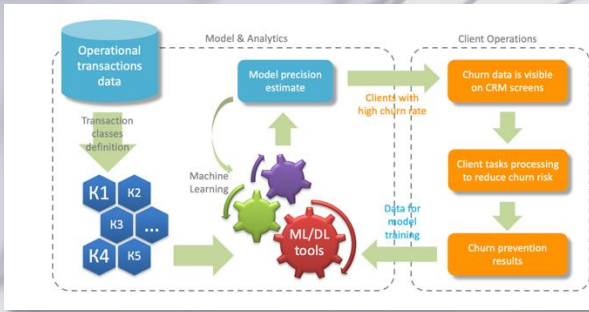 Model & Analytics
Client Operations
Operational
transactions
data
Model precision
estimate
Churn data is visible
on CRM screens
Clients with
high churn rate
Transaction
classes
definition
Machine
Learning
Client tasks processing
to reduce churn risk
K1
K2
K3
...
K4
K5
ML/DL
tools
Data for
model
training
Churn prevention
results